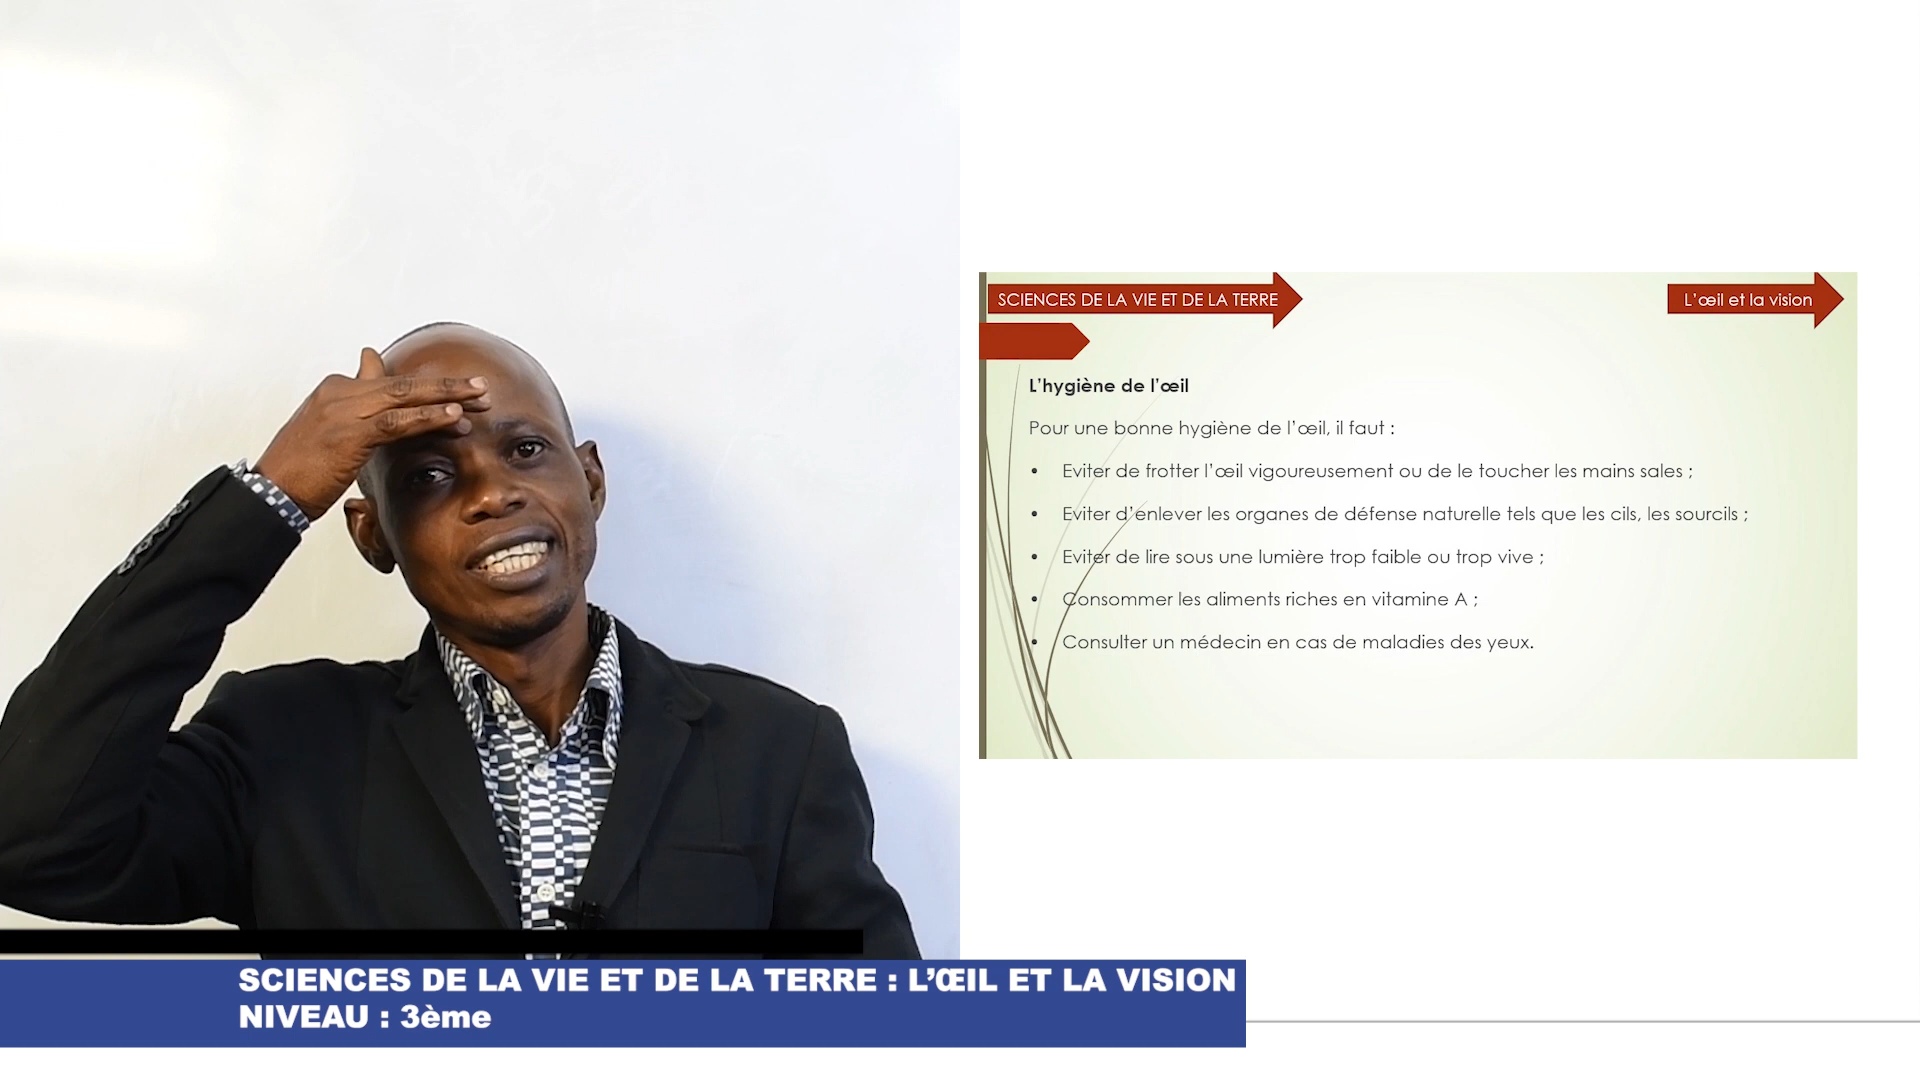 SCIENCES DE LA VIE ET DE LA TERRE
L'œil et la vision
L'hygiène de l'œil
Pour une bonne hygiène de l'œil, il faut :
• Eviter de frotter l'œil vigoureusement ou de le toucher les mains sales ;
• Eviter d'enlever les organes de défense naturelle tels que les cils, les sourcils ;
• Eviter de lire sous une lumière trop faible ou trop vive ;
• Consommer les aliments riches en vitamine A ;
• Consulter un médecin en cas de maladies des yeux.
SCIENCES DE LA VIE ET DE LA TERRE : L'ŒIL ET LA VISION
NIVEAU : 3ème